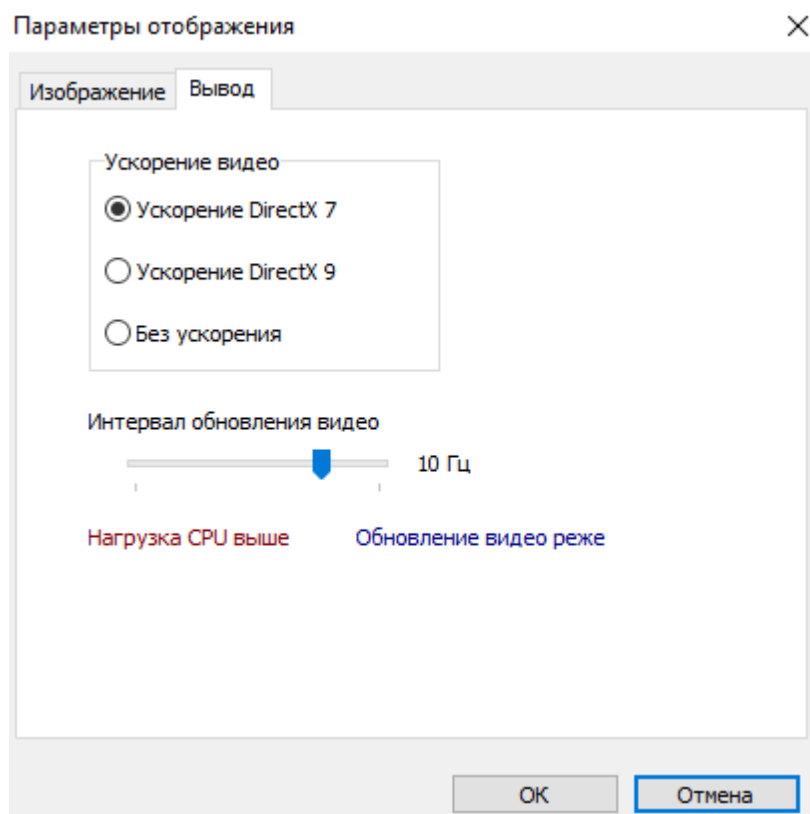 Параметры отображения
Изображение
Вывод
Ускорение видео
Ускорение DirectX 7
Ускорение DirectX 9
Без ускорения
Интервал обновления видео
10 Гц
Нагрузка CPU выше
Обновление видео реже
OK
Отмена